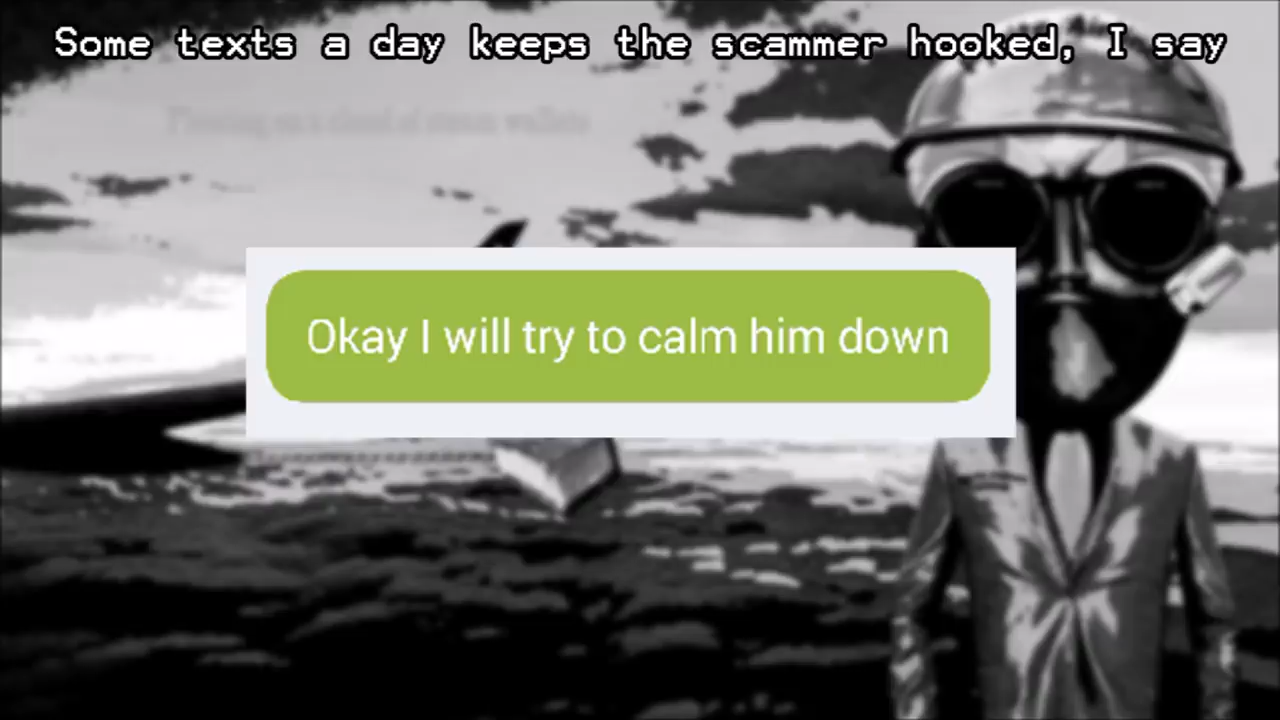 Some texts a day keeps the scammer hooked, I say
Okay I will try to calm him down